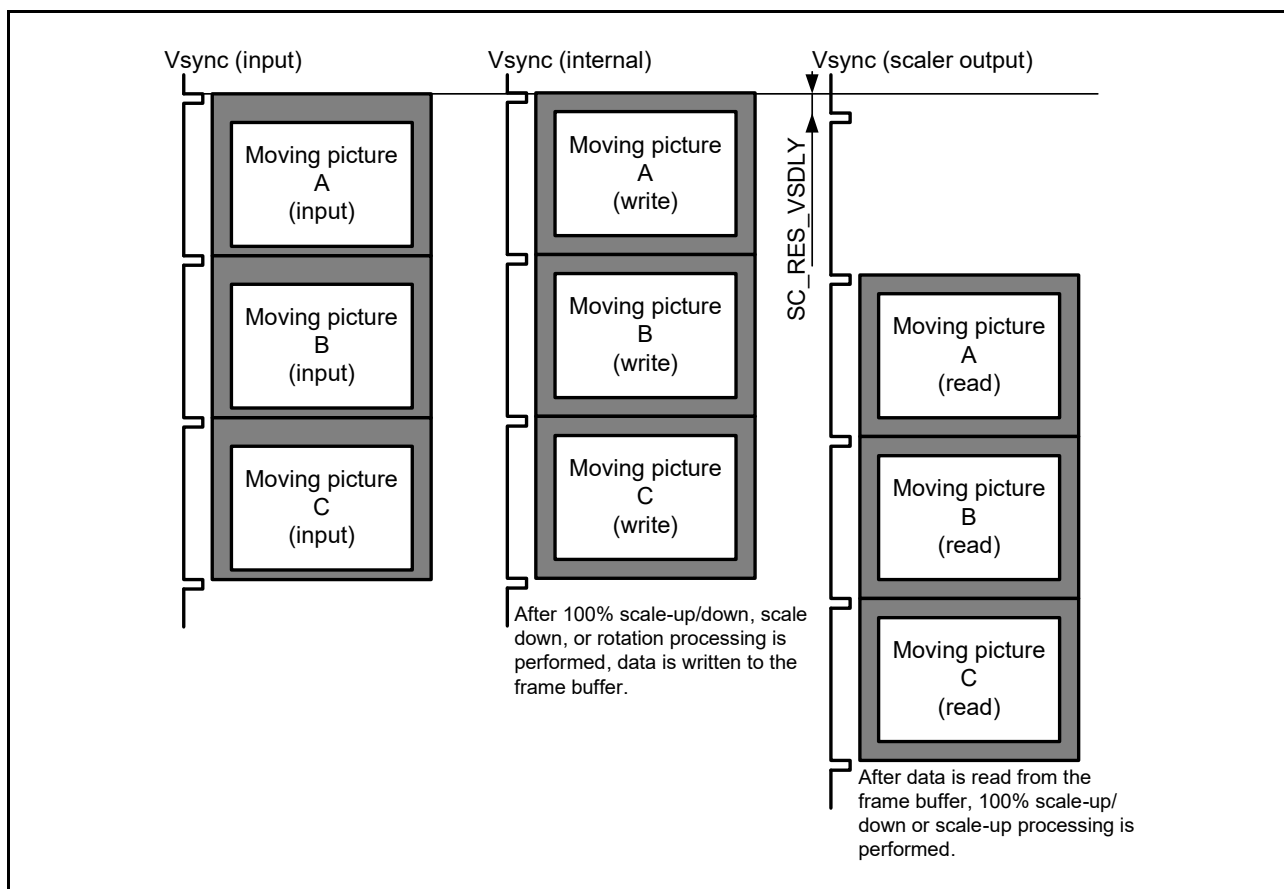 Vsync (input)
Vsync (internal)
Vsync (scaler output)
Moving picture
A
(input)
Moving picture
B
(input)
Moving picture
C
(input)
Moving picture
A
(write)
Moving picture
B
(write)
Moving picture
C
(write)
After 100% scale-up/down, scale
down, or rotation processing is
performed, data is written to the
frame buffer.
SC_RES_VSDLY
Moving picture
A
(read)
Moving picture
B
(read)
Moving picture
C
(read)
After data is read from the
frame buffer, 100% scale-up/
down or scale-up processing is
performed.